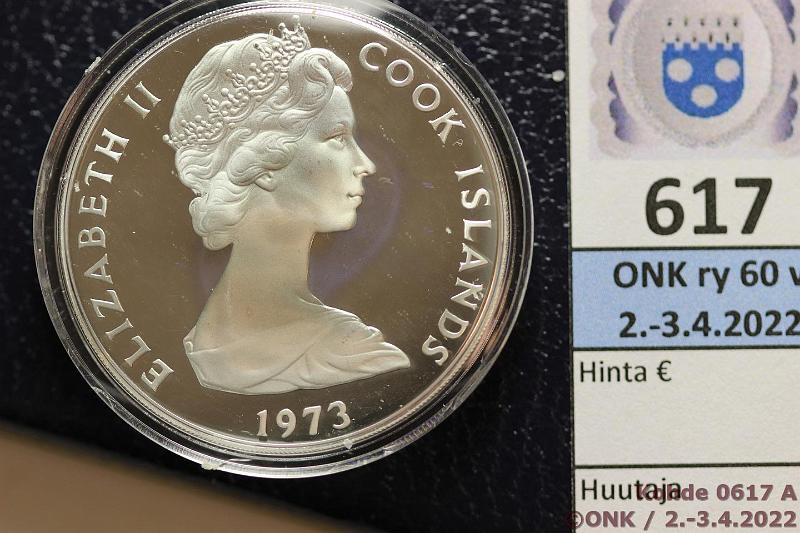 ELIZABETH II
COOK ISLANDS
1973
617
ONK ry 60 v
2.-3.4.2022
Hinta €
Huutaja
Kohde 0617 A
©ONK / 2.-3.4.2022